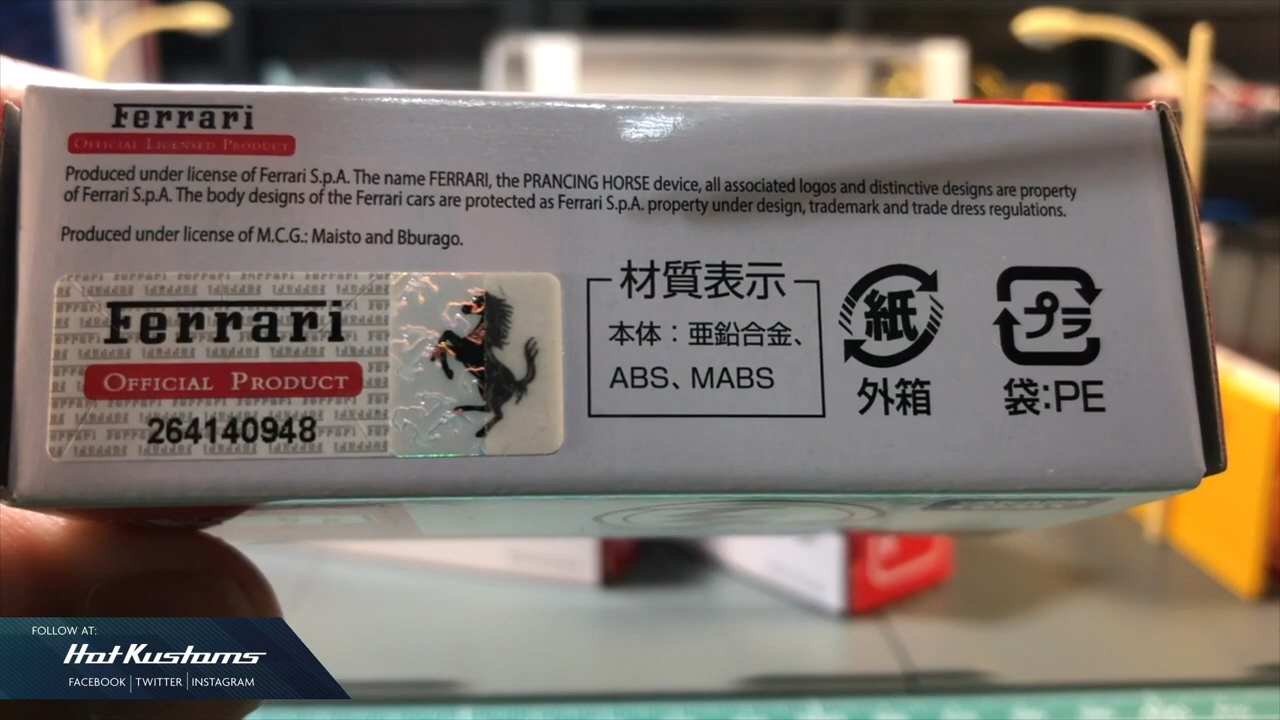 Ferrari
OFFICIAL LICENSED PRODUCT
Produced under license of Ferrari S.p.A. The name FERRARI, the PRANCING HORSE device, all associated logos and distinctive designs are property
of Ferrari S.p.A. The body designs of the Ferrari cars are protected as Ferrari S.p.A. property under design, trademark and trade dress regulations.
Produced under license of M.C.G.: Maisto and Bburago.
Ferrari
OFFICIAL PRODUCT
264140948
材質表示
本体：亜鉛合金、
ABS、MABS
紙
外箱
プラ
袋:PE
FOLLOW AT:
Hot Kustoms
FACEBOOK | TWITTER | INSTAGRAM